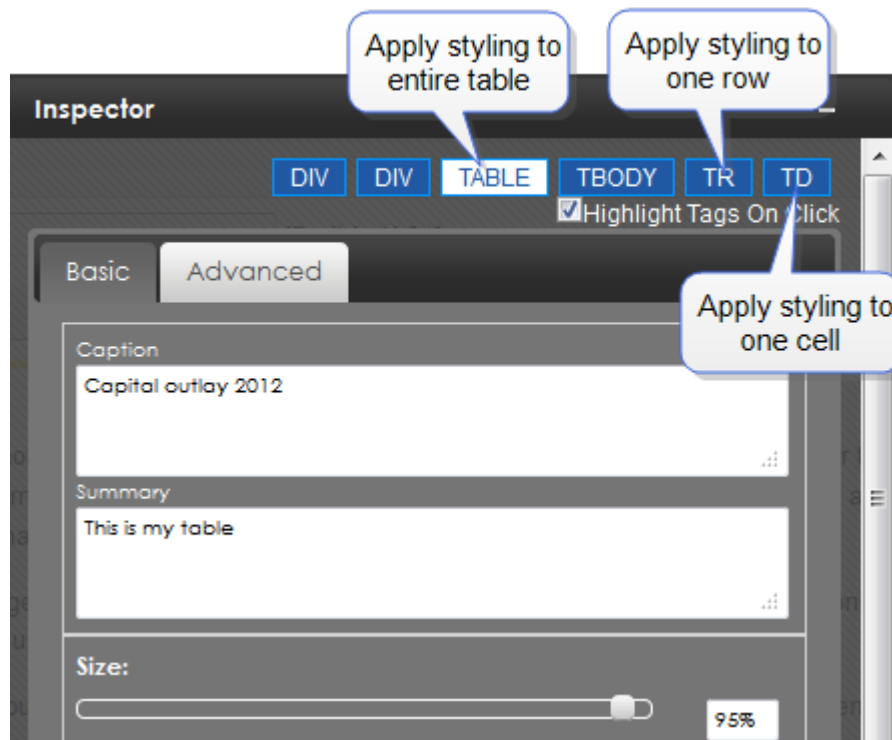 Apply styling to
entire table
Apply styling to
one row
Inspector
DIV DIV TABLE TBODY TR TD
Highlight Tags On Click
Basic Advanced
Apply styling to
one cell
Caption
Capital outlay 2012
Summary
This is my table
Size:
95%